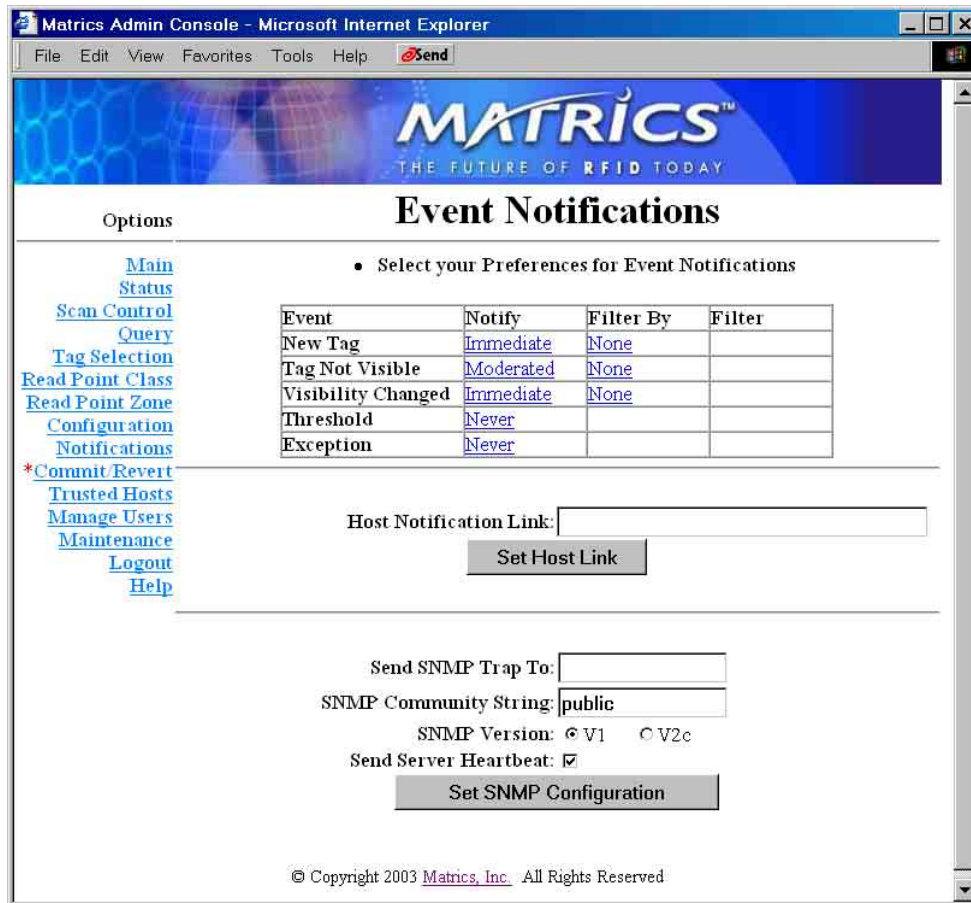 Matrics Admin Console - Microsoft Internet Explorer
File Edit View Favorites Tools Help eSend
MATRICS™
THE FUTURE OF RFID TODAY
Options
Event Notifications
Main
Status
Scan Control
Query
Tag Selection
Read Point Class
Read Point Zone
Configuration
Notifications
*Commit/Revert
Trusted Hosts
Manage Users
Maintenance
Logout
Help
• Select your Preferences for Event Notifications
Event Notify Filter By Filter
New Tag Immediate None
Tag Not Visible Moderated None
Visibility Changed Immediate None
Threshold Never
Exception Never
Host Notification Link:
Set Host Link
Send SNMP Trap To:
SNMP Community String: public
SNMP Version: V1 V2c
Send Server Heartbeat:
Set SNMP Configuration
© Copyright 2003 Matrics, Inc. All Rights Reserved